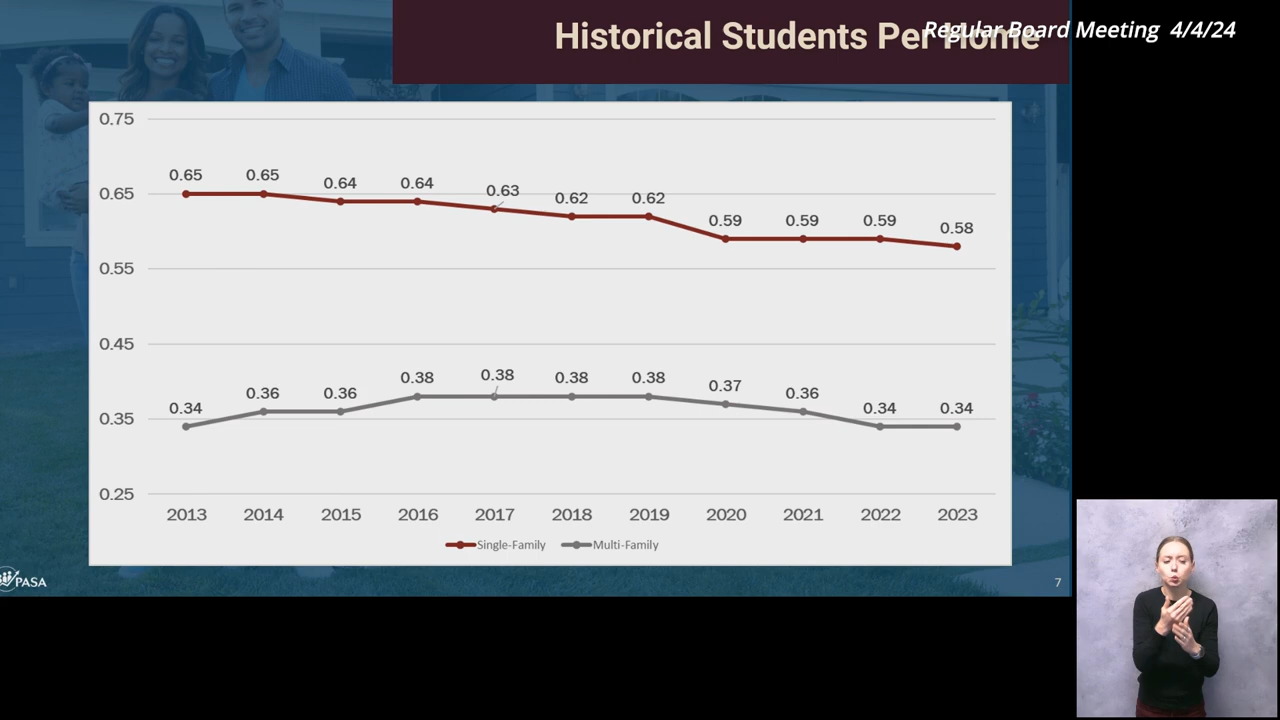 Historical Students Per Home
Regular Board Meeting 4/4/24
0.75
0.65
0.55
0.45
0.35
0.25
0.65 0.65 0.64 0.64 0.63 0.62 0.62 0.59 0.59 0.59 0.58
0.34 0.36 0.36 0.38 0.38 0.38 0.38 0.37 0.36 0.34 0.34
2013 2014 2015 2016 2017 2018 2019 2020 2021 2022 2023
Single-Family Multi-Family
PASA
7